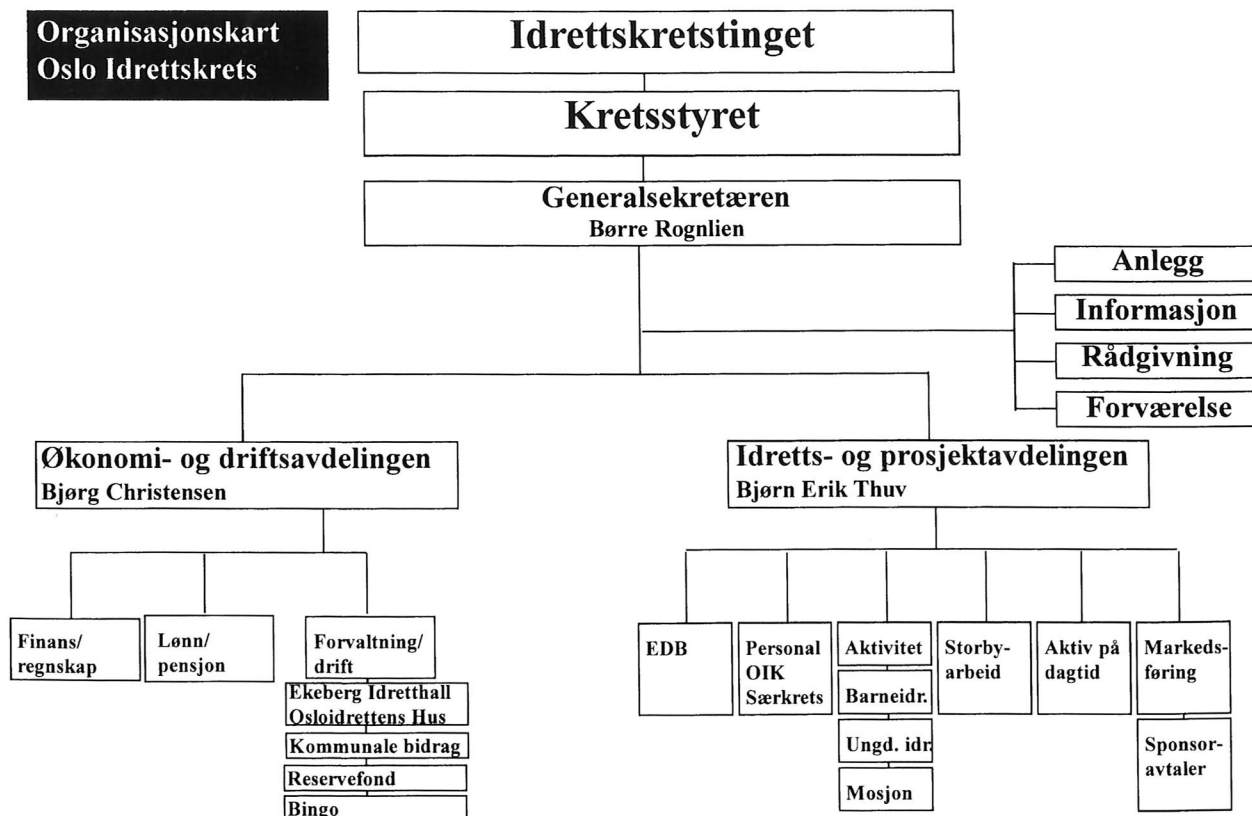 Organisasjonskart
Oslo Idrettskrets
Idrettskretstinget
Kretsstyret
Generalsekretæren
Børre Rognlien
Anlegg
Informasjon
Rådgivning
Forværelse
Økonomi- og driftsavdelingen
Bjørg Christensen
Idretts- og prosjektavdelingen
Bjørn Erik Thuv
Finans/
regnskap
Lønn/
pensjon
Forvaltning/
drift
Ekeberg Idretthall
Osloidrettens Hus
Kommunale bidrag
Reservefond
Bingo
EDB
Personal
OIK
Særkrets
Aktivitet
Barneidr.
Ungd. idr.
Mosjon
Storby-
arbeid
Aktiv på
dagtid
Markeds-
føring
Sponsor-
avtaler